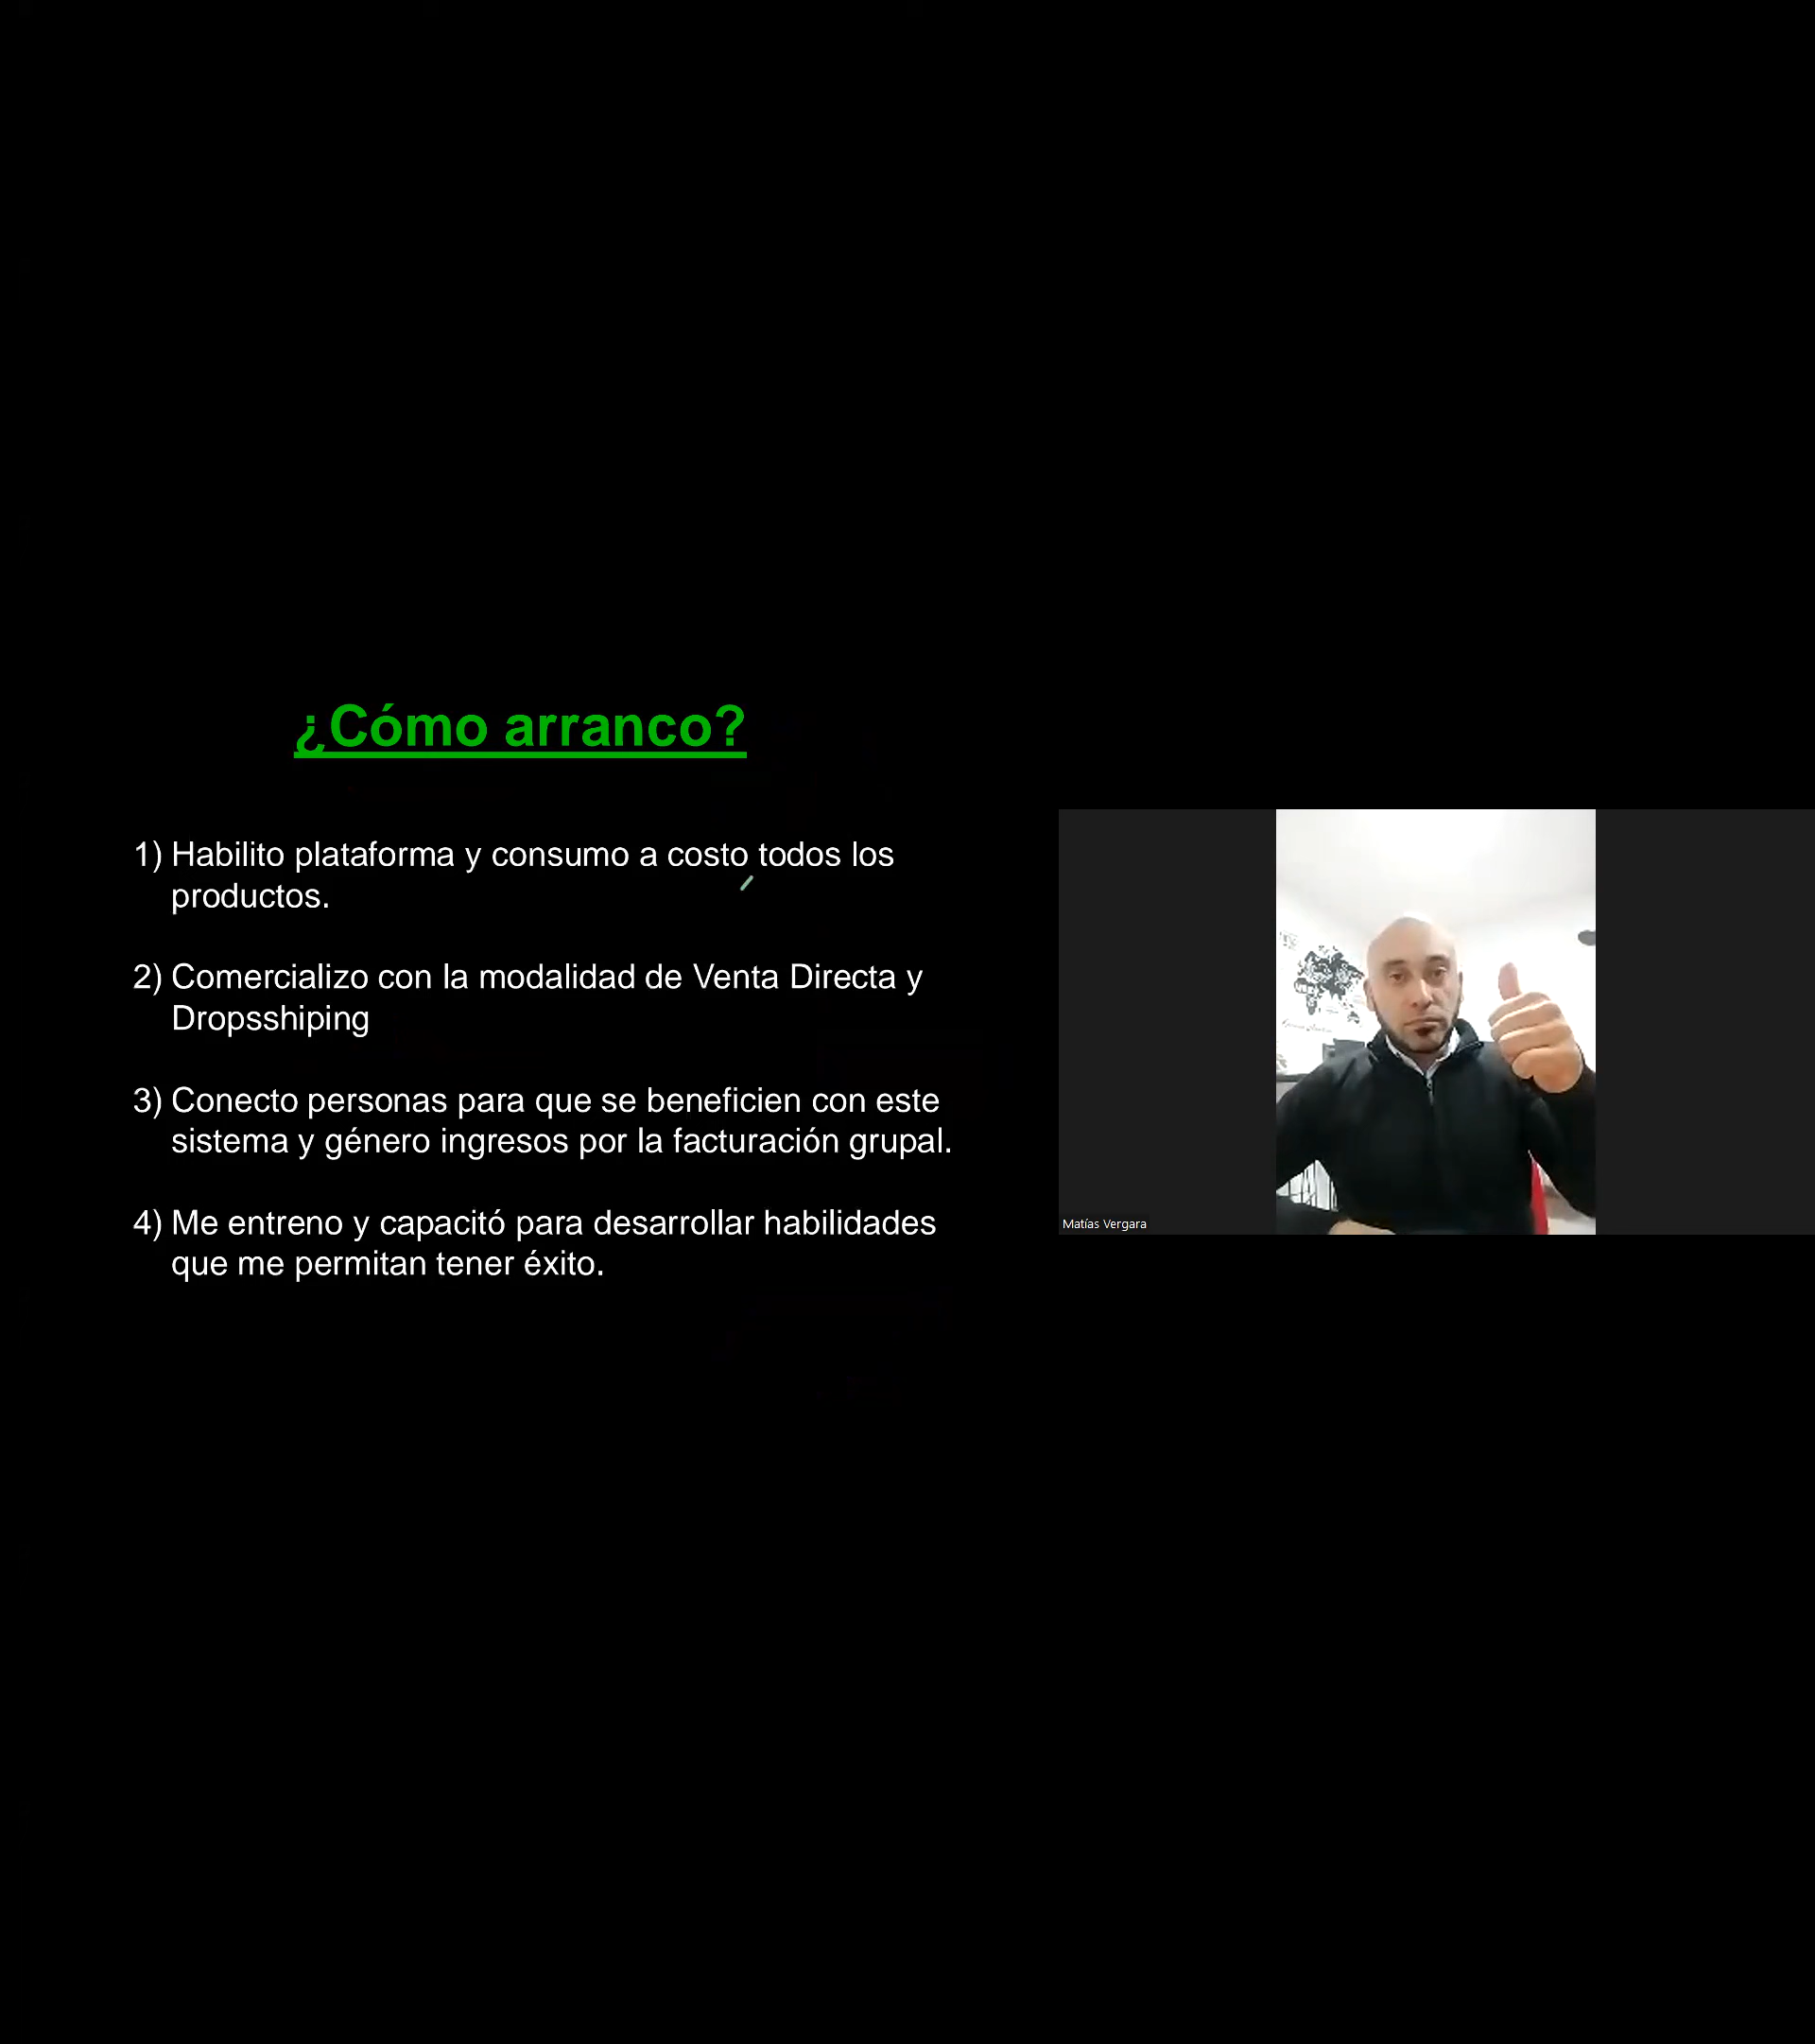 ¿Cómo arranco?
1) Habilito plataforma y consumo a costo todos los
productos.
2) Comercializo con la modalidad de Venta Directa y
Dropsshiping
3) Conecto personas para que se beneficien con este
sistema y género ingresos por la facturación grupal.
4) Me entreno y capacitó para desarrollar habilidades
que me permitan tener éxito.
Matías Vergara